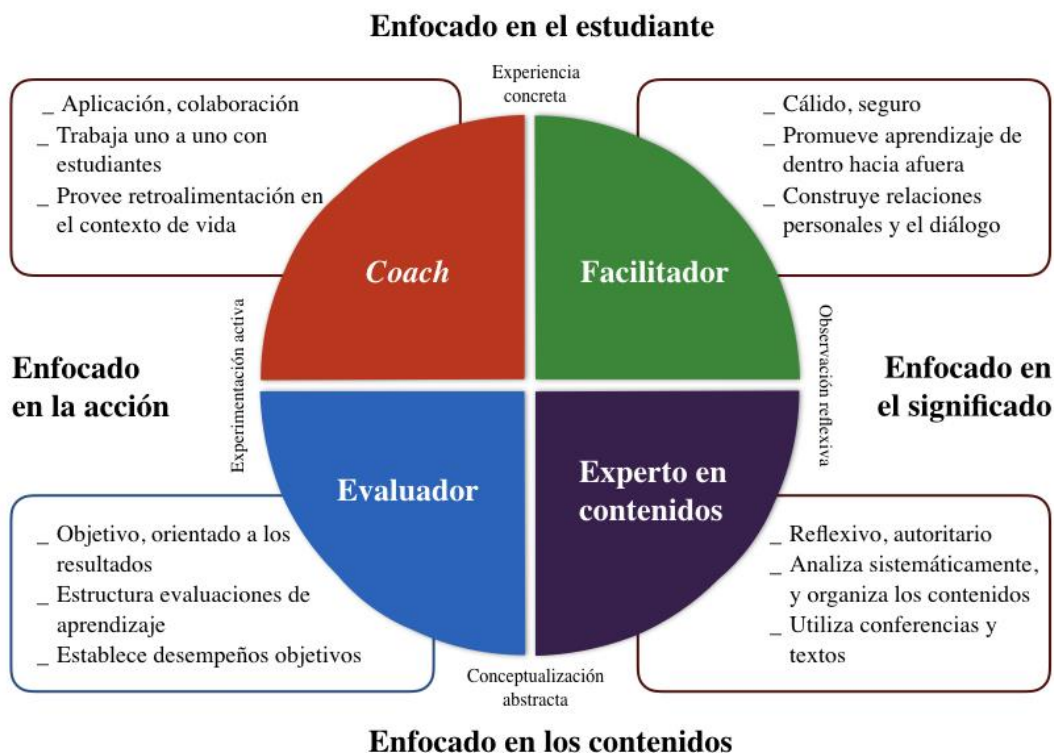 Enfocado en el estudiante
Experiencia
concreta
_ Aplicación, colaboración
_ Trabaja uno a uno con
estudiantes
_ Provee retroalimentación en
el contexto de vida
_ Cálido, seguro
_ Promueve aprendizaje de
dentro hacia afuera
_ Construye relaciones
personales y el diálogo
Coach
Facilitador
Enfocado
en la acción
Experimentación activa
Observación reflexiva
Enfocado en
el significado
Evaluador
Experto en
contenidos
_ Objetivo, orientado a los
resultados
_ Estructura evaluaciones de
aprendizaje
_ Establece desempeños objetivos
_ Reflexivo, autoritario
_ Analiza sistemáticamente,
y organiza los contenidos
_ Utiliza conferencias y
textos
Conceptualización
abstracta
Enfocado en los contenidos